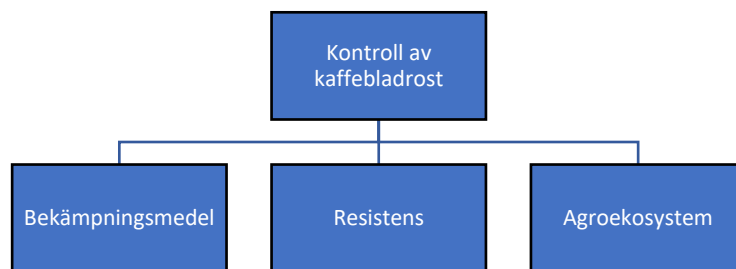 Kontroll av
kaffebladrost
Bekämpningsmedel
Resistens
Agroekosystem